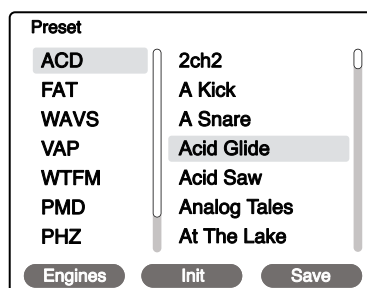 Preset
ACD
FAT
WAVS
VAP
WTFM
PMD
PHZ
2ch2
A Kick
A Snare
Acid Glide
Acid Saw
Analog Tales
At The Lake
Engines
Init
Save